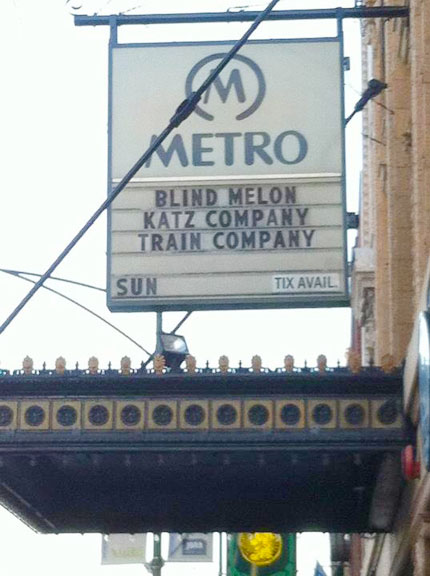 M
METRO
BLIND MELON
KATZ COMPANY
TRAIN COMPANY
SUN TIX AVAIL.